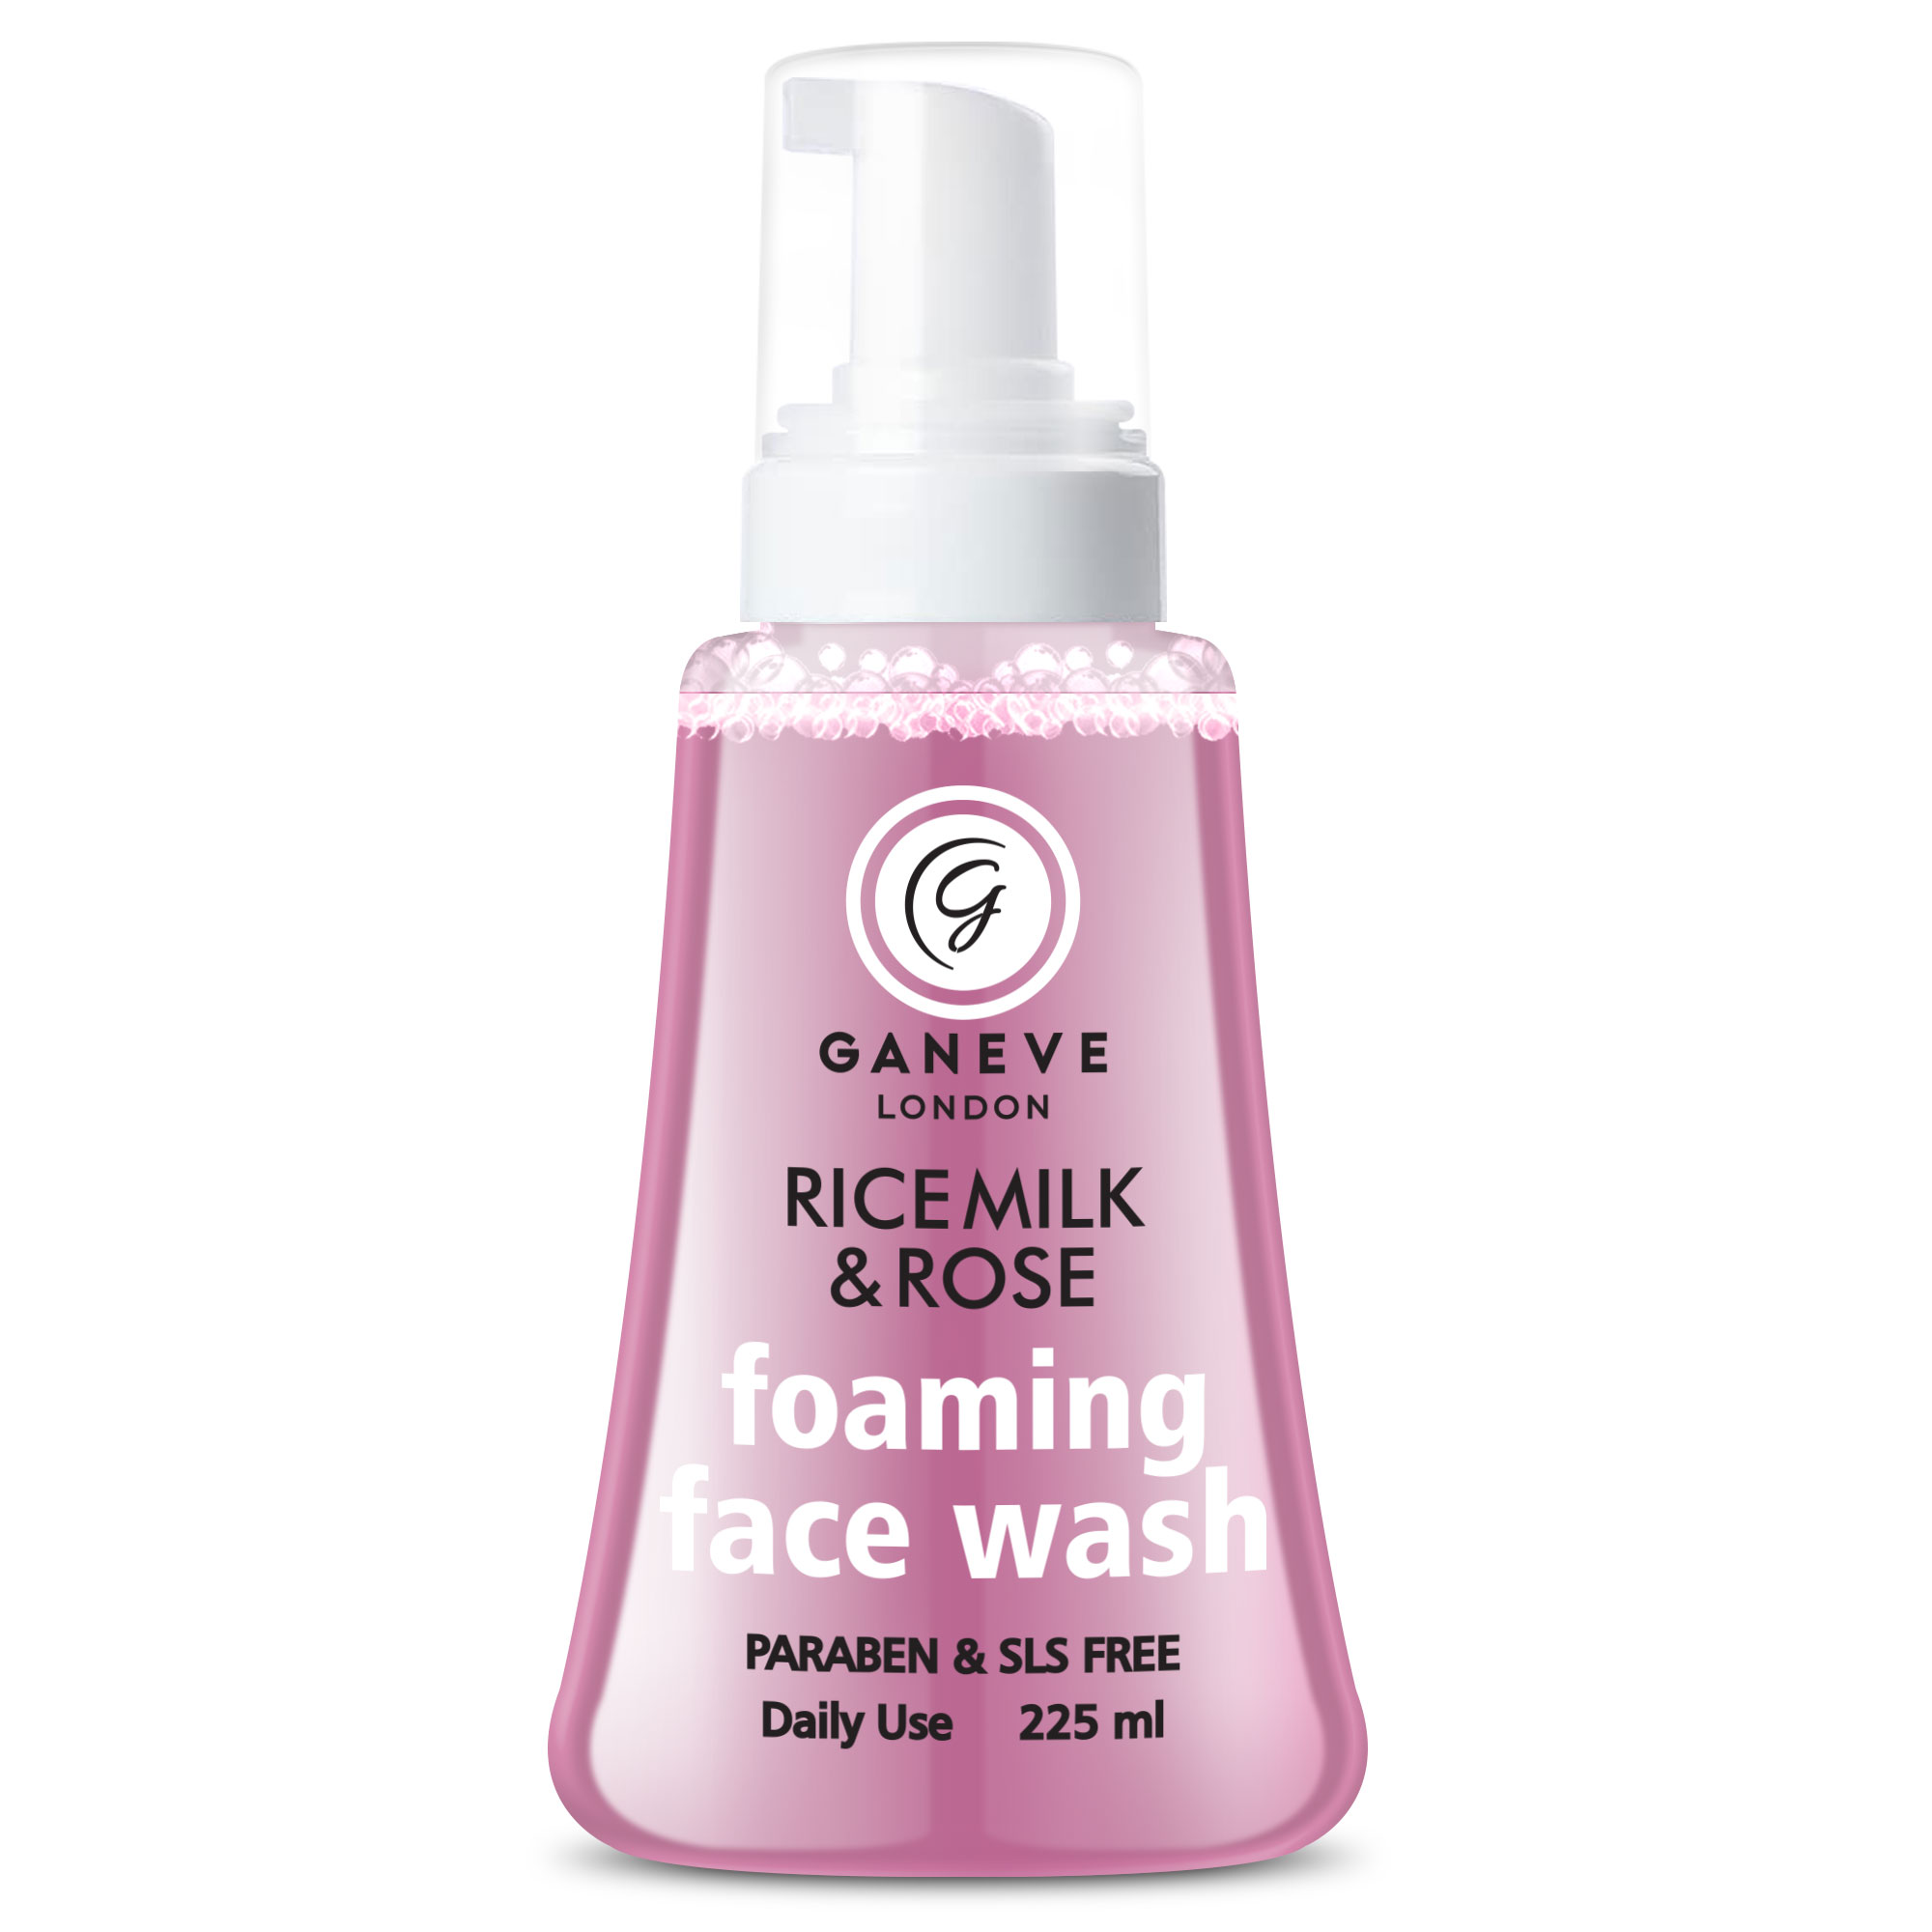 G
GANEVE
LONDON
RICE MILK
& ROSE
foaming
face wash
PARABEN & SLS FREE
Daily Use 225 ml